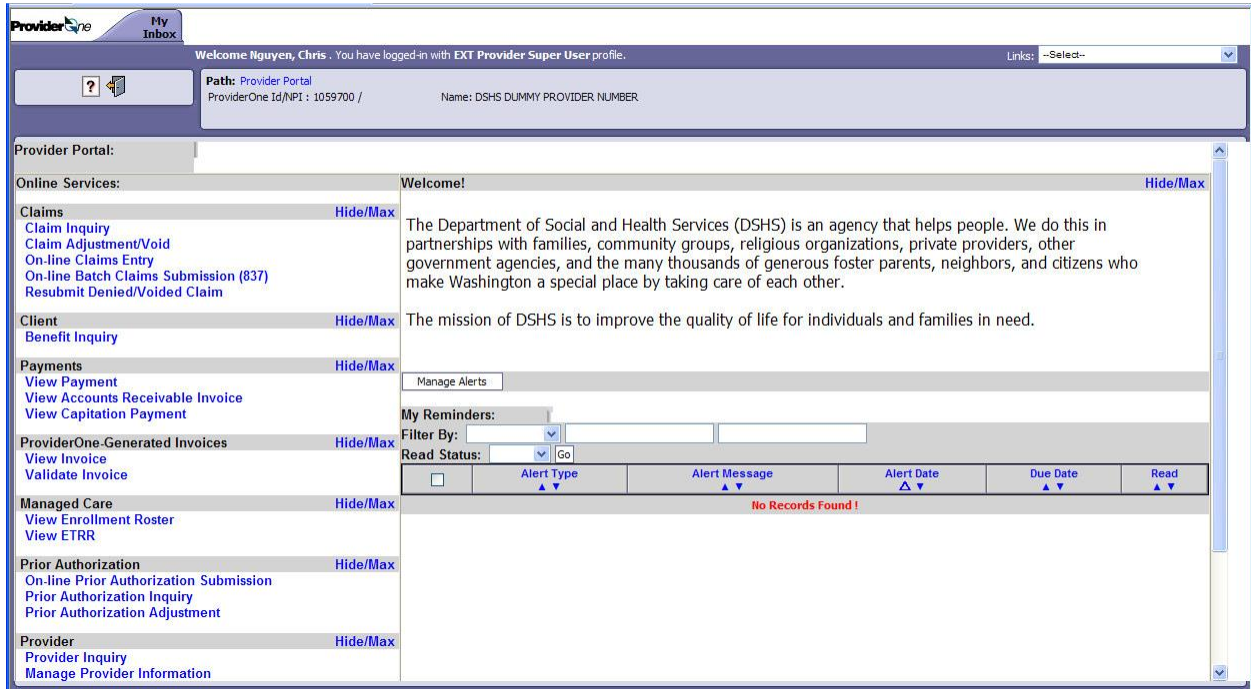 ProviderOne
My
Inbox
Welcome Nguyen, Chris . You have logged-in with EXT Provider Super User profile.
Links: --Select--
?
Path: Provider Portal
ProviderOne Id/NPI : 1059700 / Name: DSHS DUMMY PROVIDER NUMBER
Provider Portal:
Online Services:
Claims Hide/Max
Claim Inquiry
Claim Adjustment/Void
On-line Claims Entry
On-line Batch Claims Submission (837)
Resubmit Denied/Voided Claim
Client Hide/Max
Benefit Inquiry
Payments Hide/Max
View Payment
View Accounts Receivable Invoice
View Capitation Payment
ProviderOne-Generated Invoices Hide/Max
View Invoice
Validate Invoice
Managed Care Hide/Max
View Enrollment Roster
View ETRR
Prior Authorization Hide/Max
On-line Prior Authorization Submission
Prior Authorization Inquiry
Prior Authorization Adjustment
Provider Hide/Max
Provider Inquiry
Manage Provider Information
Welcome! Hide/Max
The Department of Social and Health Services (DSHS) is an agency that helps people. We do this in
partnerships with families, community groups, religious organizations, private providers, other
government agencies, and the many thousands of generous foster parents, neighbors, and citizens who
make Washington a special place by taking care of each other.
The mission of DSHS is to improve the quality of life for individuals and families in need.
Manage Alerts
My Reminders:
Filter By:
Read Status: Go
Alert Type Alert Message Alert Date Due Date Read
No Records Found !